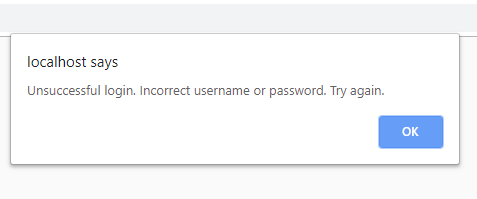 localhost says
Unsuccessful login. Incorrect username or password. Try again.
OK